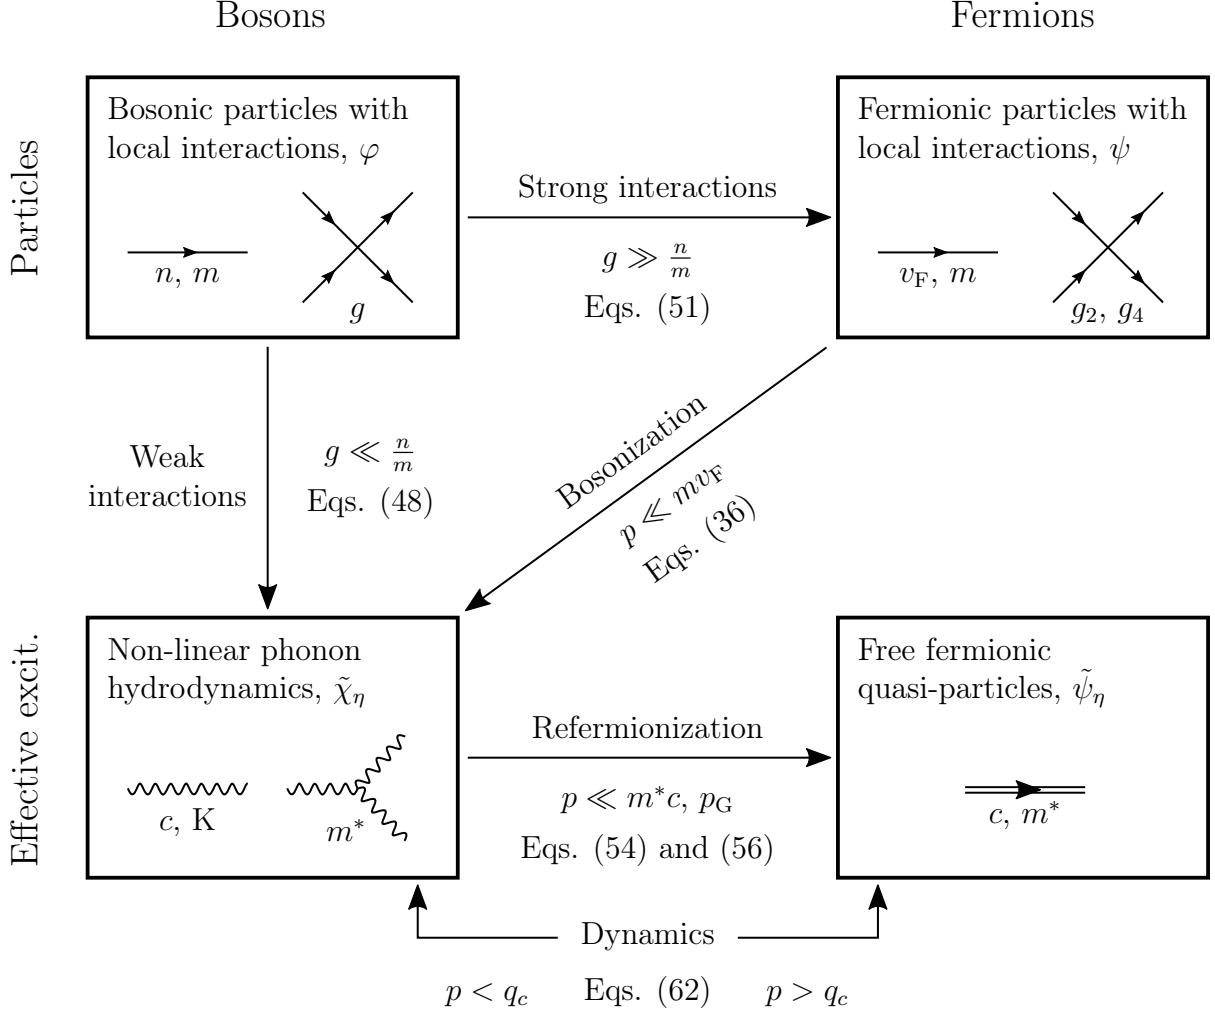 Bosons
Fermions
Particles
Bosonic particles with
local interactions, φ
n, m
g
Strong interactions
g ≫ n/m
Eqs. (51)
Fermionic particles with
local interactions, ψ
v_F, m
g₂, g₄
Weak
interactions
g ≪ n/m
Eqs. (48)
Bosonization
p ≪ mv_F
Eqs. (36)
Effective excit.
Non-linear phonon
hydrodynamics, χ̃_η
c, K
m*
Refermionization
p ≪ m*c, p_G
Eqs. (54) and (56)
Free fermionic
quasi-particles, ψ̃_η
c, m*
Dynamics
p < q_c
Eqs. (62)
p > q_c